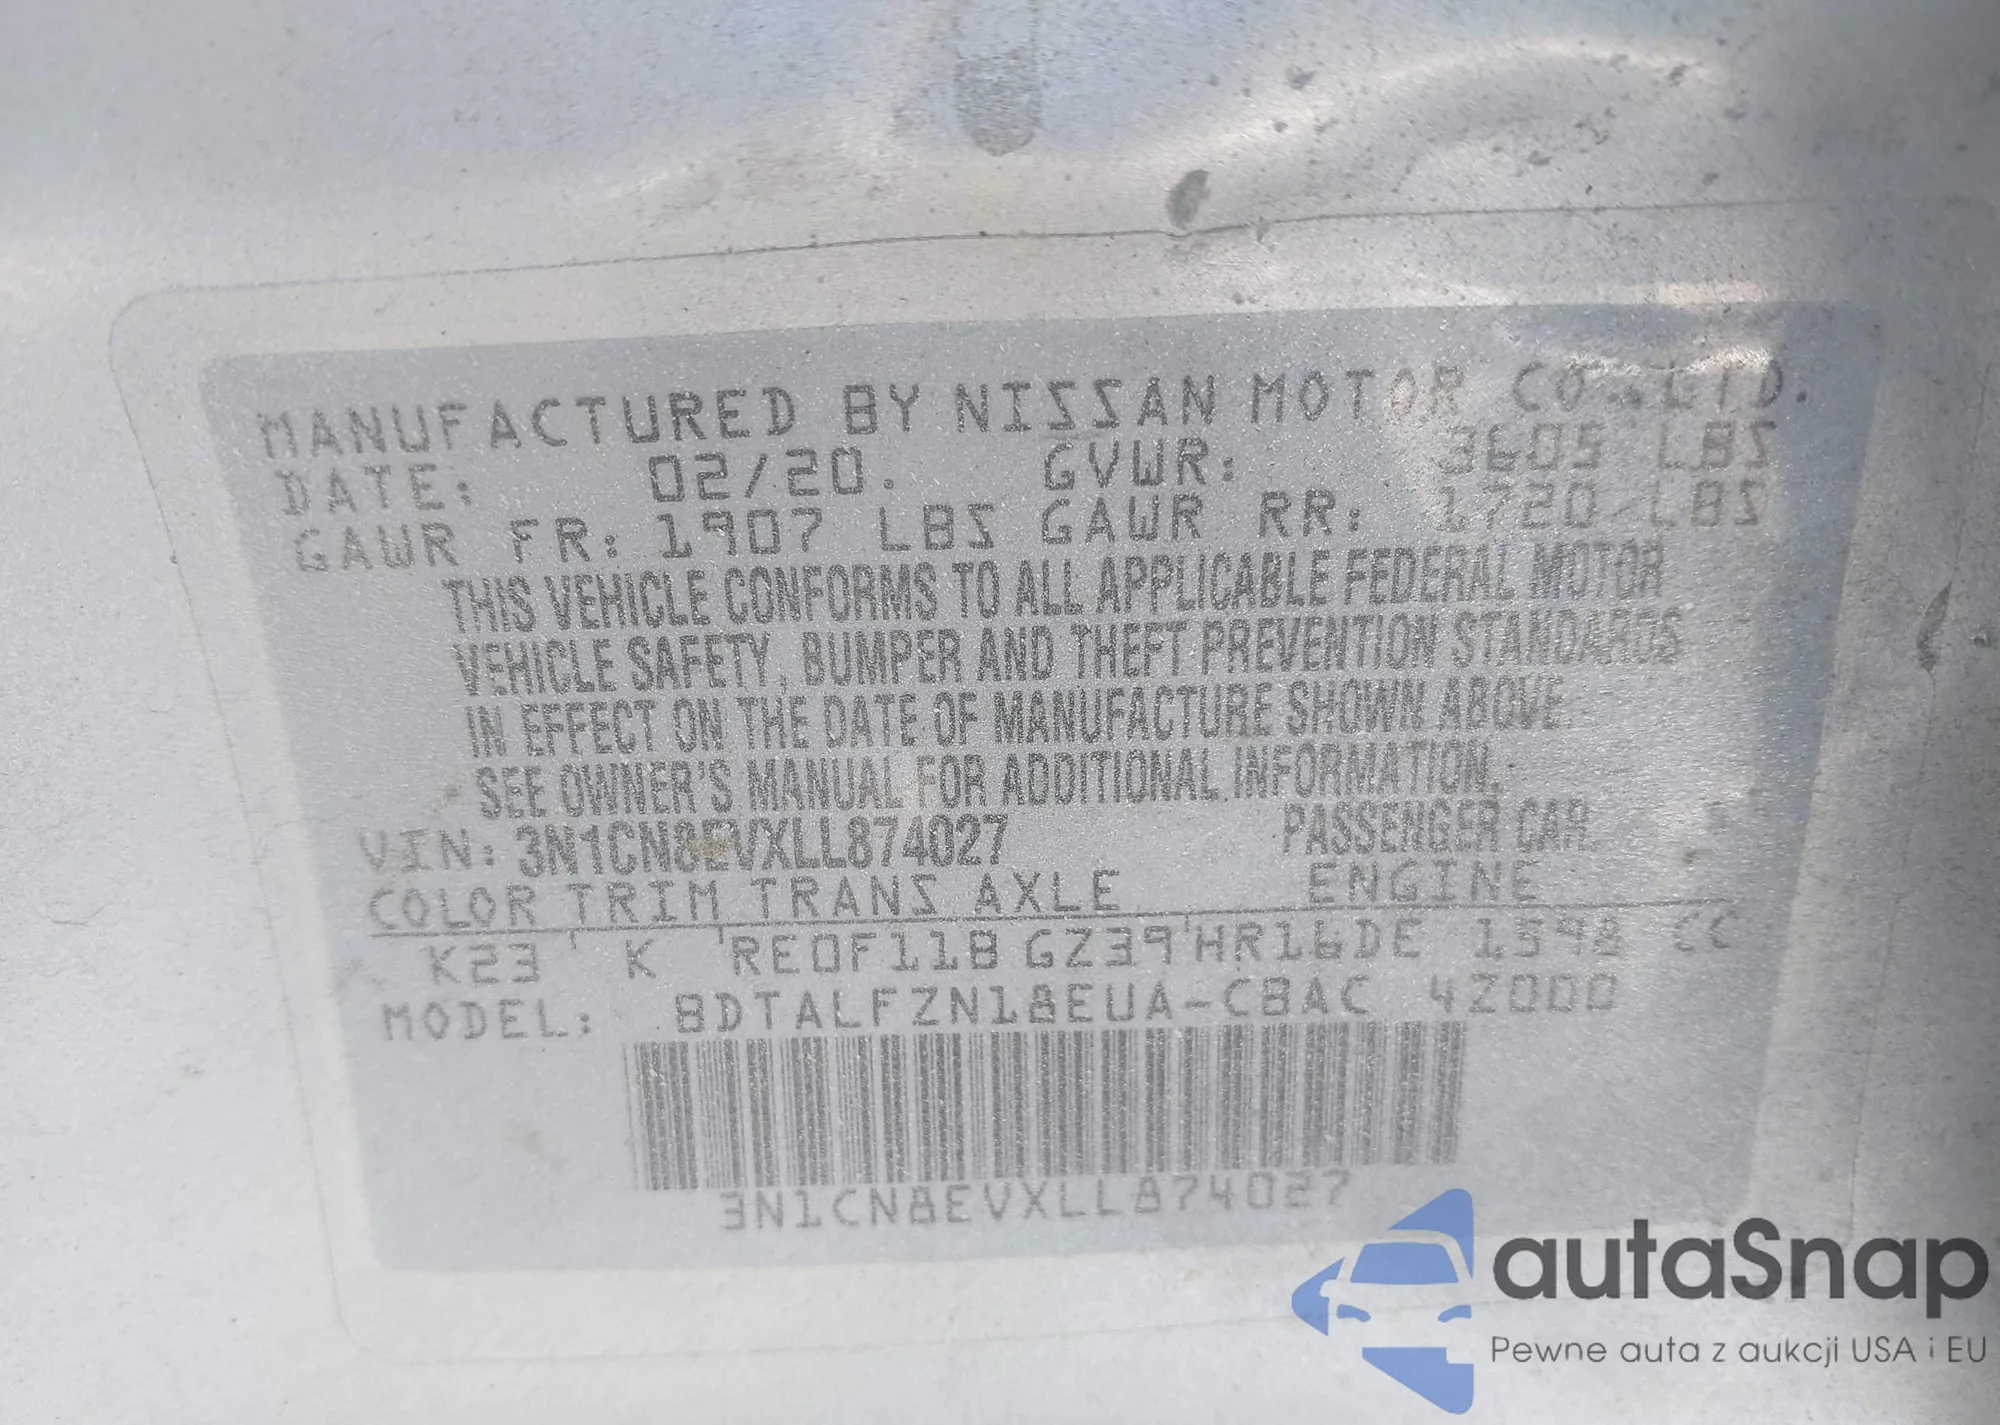 MANUFACTURED BY NISSAN MOTOR CO.,LTD.
DATE: 02/20. GVWR: 3605 LBS
GAWR FR: 1907 LBS GAWR RR: 1720 LBS
THIS VEHICLE CONFORMS TO ALL APPLICABLE FEDERAL MOTOR
VEHICLE SAFETY, BUMPER AND THEFT PREVENTION STANDARDS
IN EFFECT ON THE DATE OF MANUFACTURE SHOWN ABOVE.
SEE OWNER'S MANUAL FOR ADDITIONAL INFORMATION.
VIN: 3N1CN8EVXLL874027 PASSENGER CAR.
COLOR TRIM TRANS AXLE ENGINE
K23 K RE0F11B GZ39 HR16DE 1598 CC
MODEL: BDTALFZN18EUA-CBAC 4Z000
3N1CN8EVXLL874027
autaSnap
Pewne auta z aukcji USA i EU